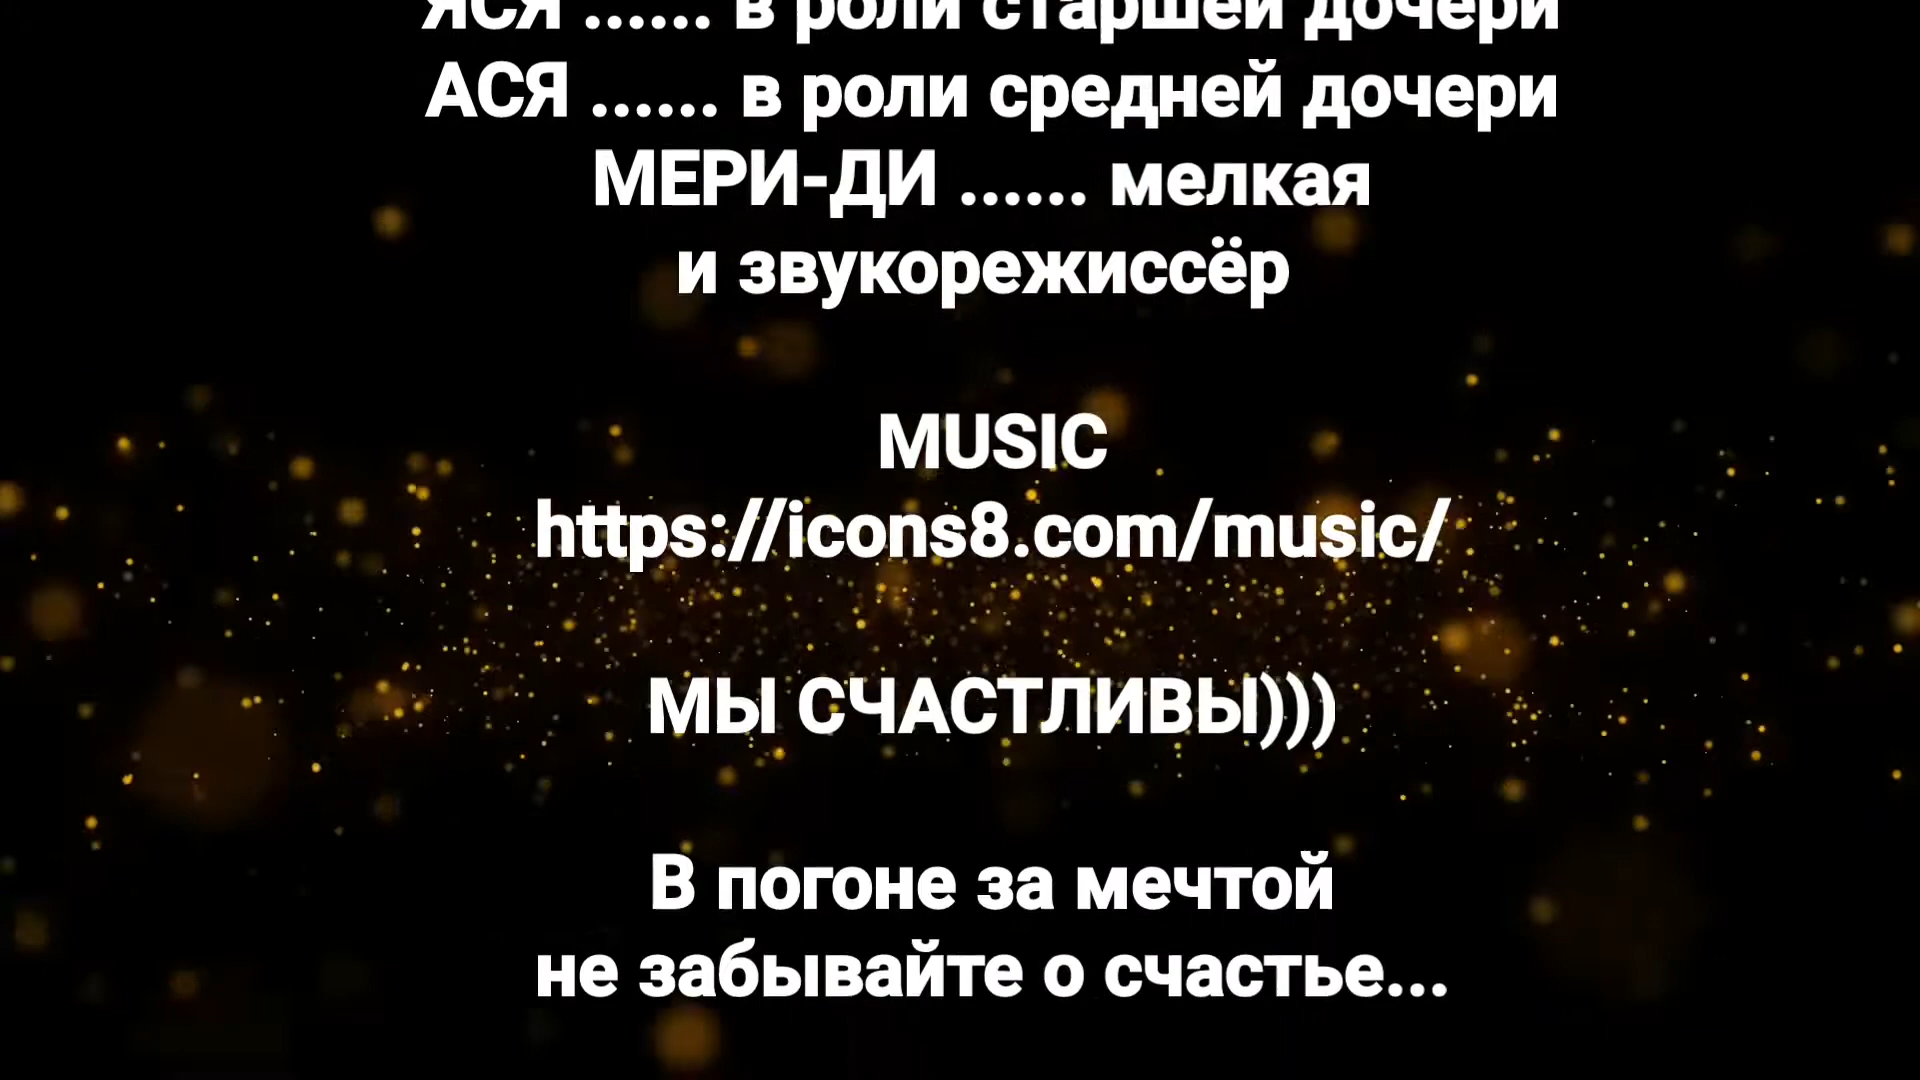 ЯСЯ ...... в роли старшей дочери
АСЯ ...... в роли средней дочери
МЕРИ-ДИ ...... мелкая
и звукорежиссёр
MUSIC
https://icons8.com/music/
МЫ СЧАСТЛИВЫ)))
В погоне за мечтой
не забывайте о счастье...